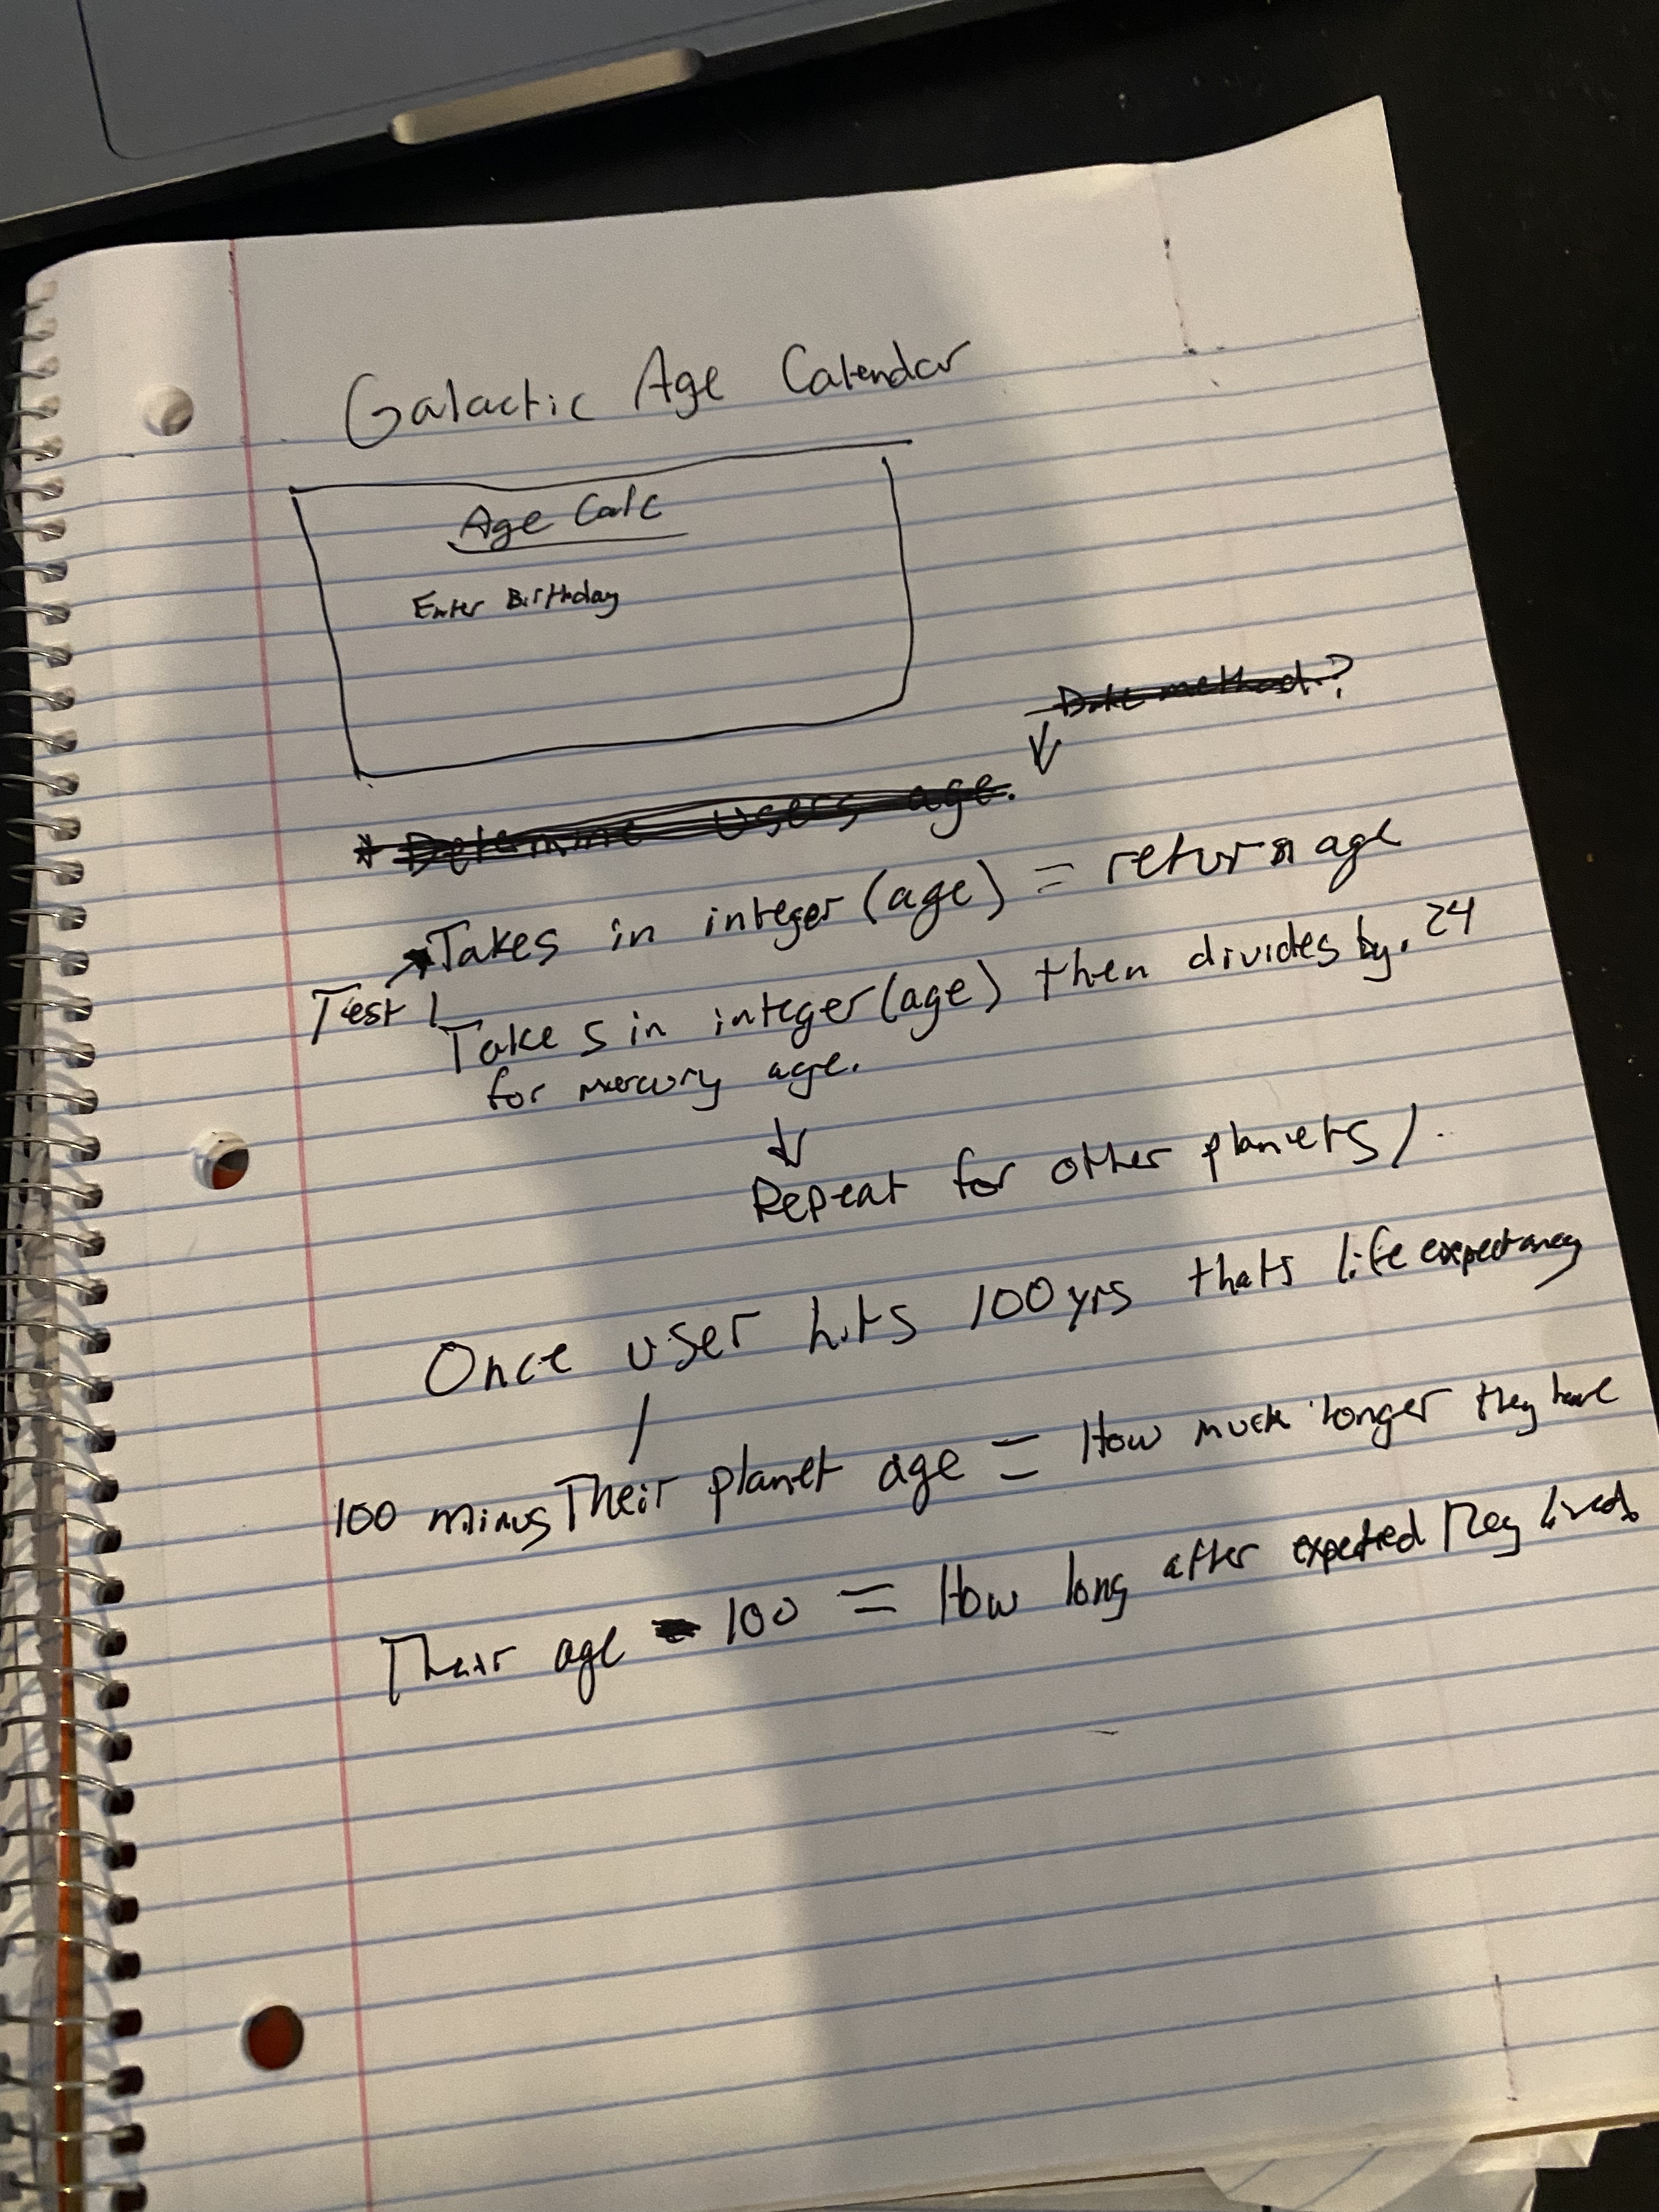 Galactic Age Calendar
Age Calc
Enter Birthday
Date method?
* Determine users age.
Takes in integer (age) = return age
Test 1
Takes in integer (age) then divides by .24
for mercury age.
Repeat for other planets /
Once user hits 100 yrs thats life expectancy
100 minus Their planet age = How much longer they have
Their age - 100 = How long after expected They lived.